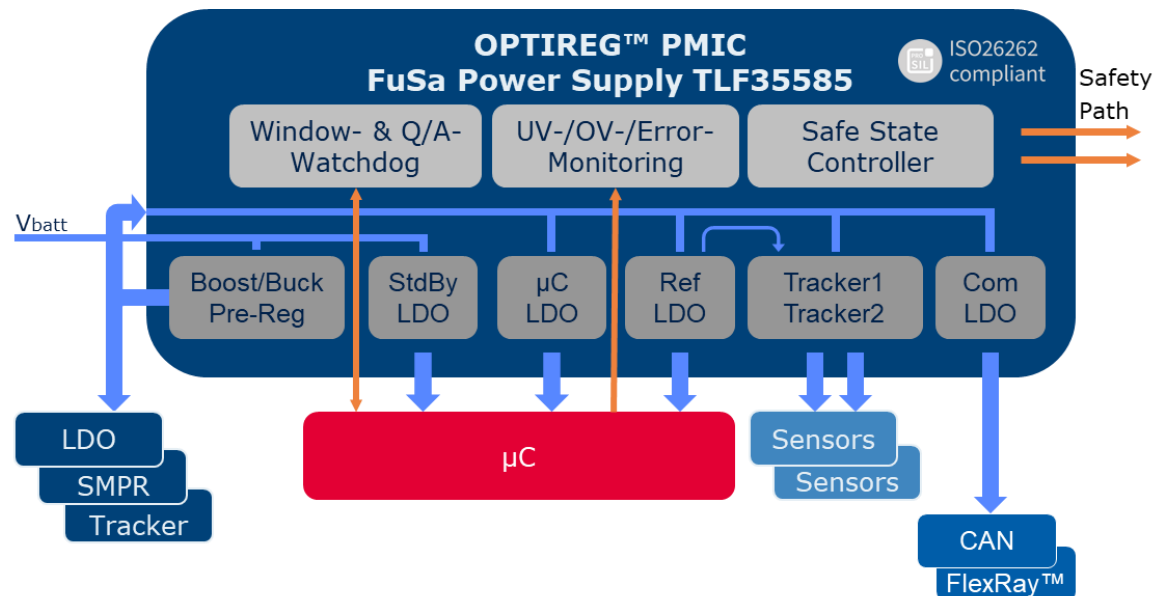 OPTIREG™ PMIC
FuSa Power Supply TLF35585
PRO
SIL
ISO26262
compliant
Safety
Path
Window- & Q/A-
Watchdog
UV-/OV-/Error-
Monitoring
Safe State
Controller
Vbatt
Boost/Buck
Pre-Reg
StdBy
LDO
µC
LDO
Ref
LDO
Tracker1
Tracker2
Com
LDO
LDO
SMPR
Tracker
µC
Sensors
Sensors
CAN
FlexRay™